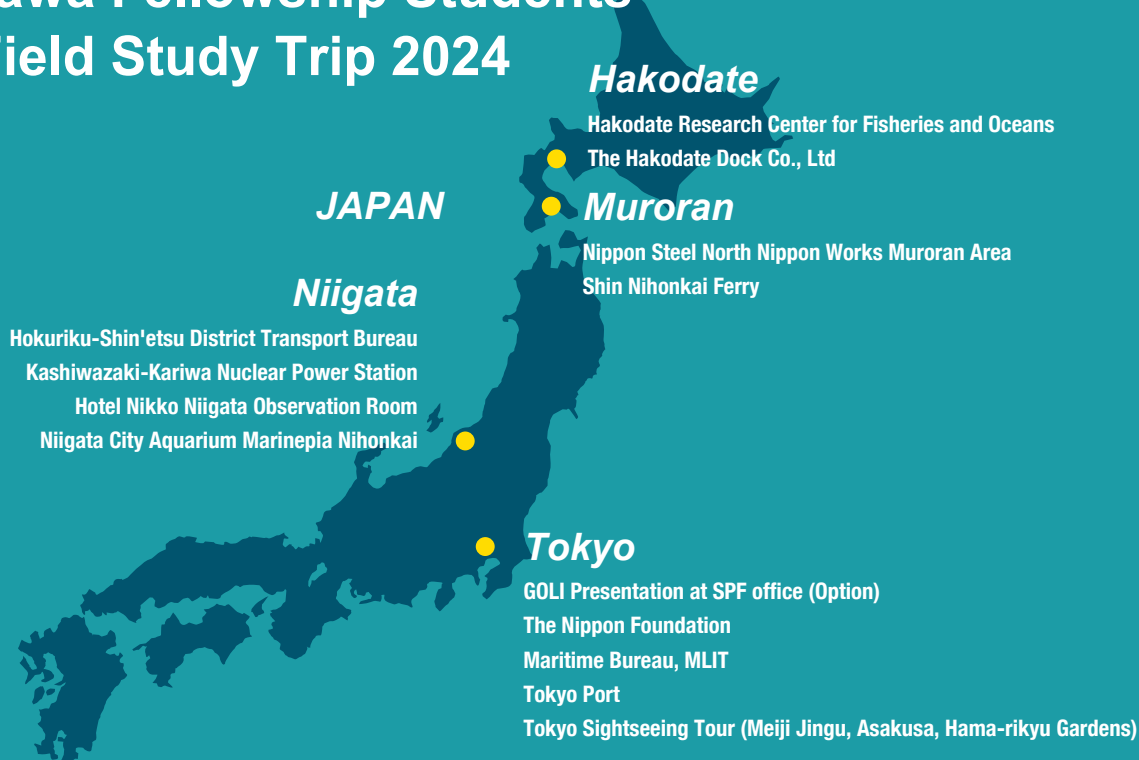 Fellowship Students
Field Study Trip 2024
Hakodate
Hakodate Research Center for Fisheries and Oceans
The Hakodate Dock Co., Ltd
JAPAN
Muroran
Nippon Steel North Nippon Works Muroran Area
Shin Nihonkai Ferry
Niigata
Hokuriku-Shin'etsu District Transport Bureau
Kashiwazaki-Kariwa Nuclear Power Station
Hotel Nikko Niigata Observation Room
Niigata City Aquarium Marinepia Nihonkai
Tokyo
GOLI Presentation at SPF office (Option)
The Nippon Foundation
Maritime Bureau, MLIT
Tokyo Port
Tokyo Sightseeing Tour (Meiji Jingu, Asakusa, Hama-rikyu Gardens)